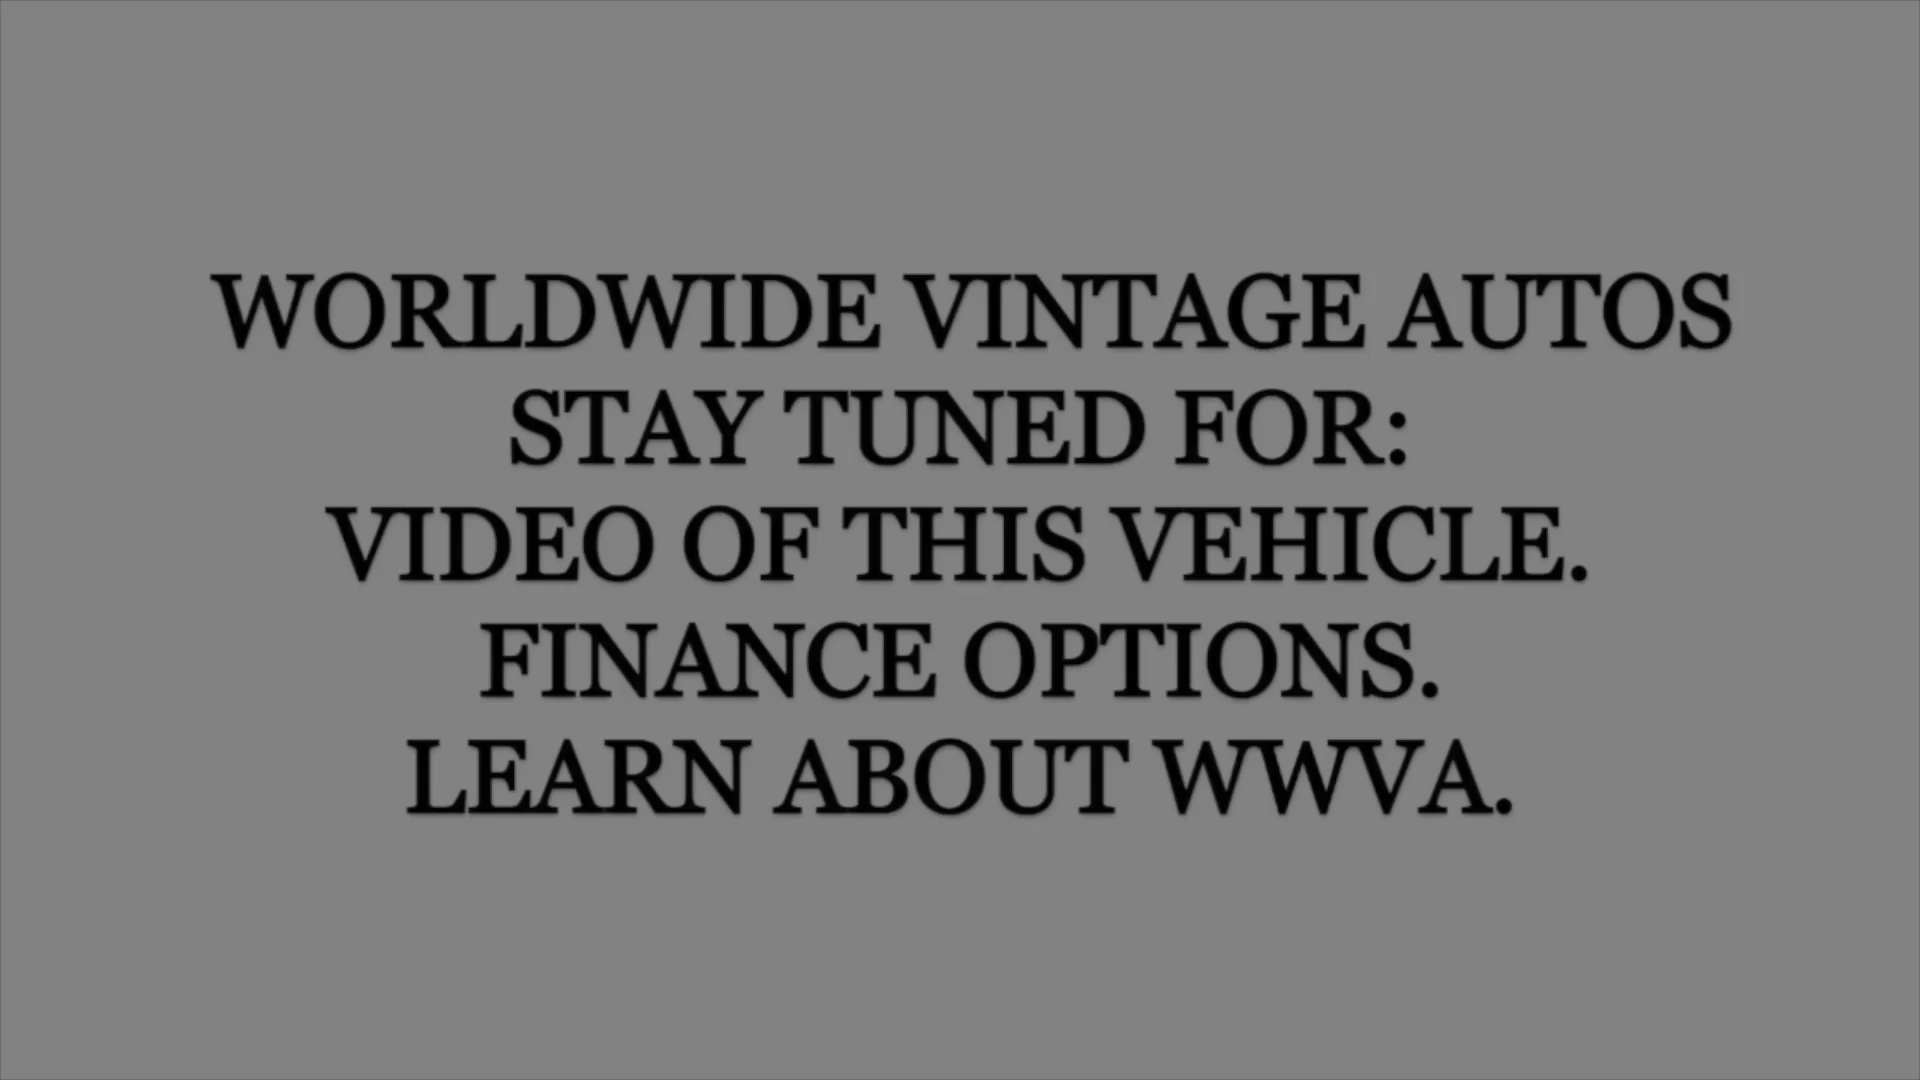 WORLDWIDE VINTAGE AUTOS
STAY TUNED FOR:
VIDEO OF THIS VEHICLE.
FINANCE OPTIONS.
LEARN ABOUT WWVA.